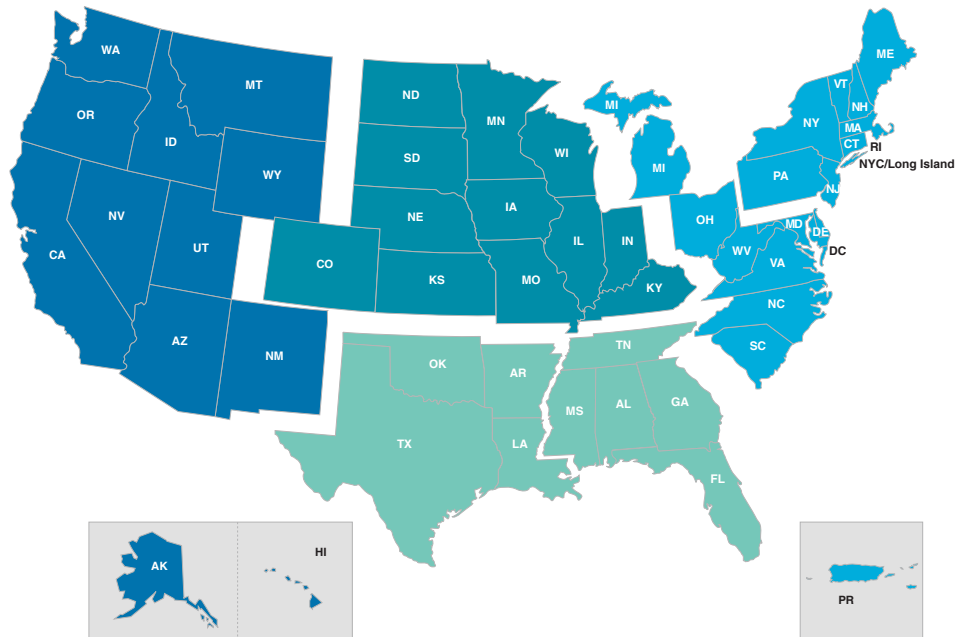 WA
MT
ME
VT
NH
ND
MN
MI
NY
MA
OR
ID
WI
CT
RI
NYC/Long Island
SD
MI
PA
NJ
WY
NV
NE
IA
OH
MD
DE
DC
UT
IL
IN
WV
VA
CA
CO
KS
MO
KY
NC
AZ
NM
TN
SC
OK
AR
MS
AL
GA
TX
LA
FL
HI
AK
PR